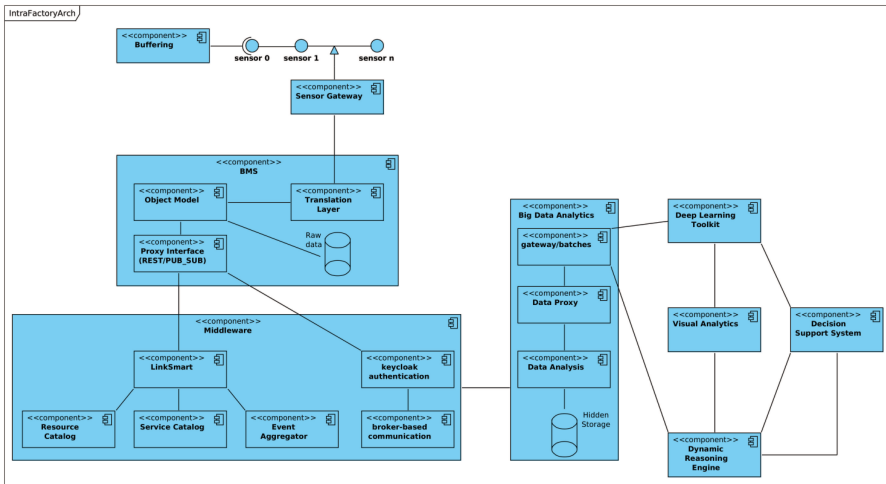 IntraFactoryArch
<<component>>
Buffering
sensor 0
sensor 1
sensor n
<<component>>
Sensor Gateway
<<component>>
BMS
<<component>>
Object Model
<<component>>
Translation
Layer
<<component>>
Proxy Interface
(REST/PUB_SUB)
Raw
data
<<component>>
Middleware
<<component>>
LinkSmart
<<component>>
keycloak
authentication
<<component>>
Resource
Catalog
<<component>>
Service Catalog
<<component>>
Event
Aggregator
<<component>>
broker-based
communication
<<component>>
Big Data Analytics
<<component>>
gateway/batches
<<component>>
Data Proxy
<<component>>
Data Analysis
Hidden
Storage
<<component>>
Deep Learning
Toolkit
<<component>>
Visual Analytics
<<component>>
Decision
Support System
<<component>>
Dynamic
Reasoning
Engine